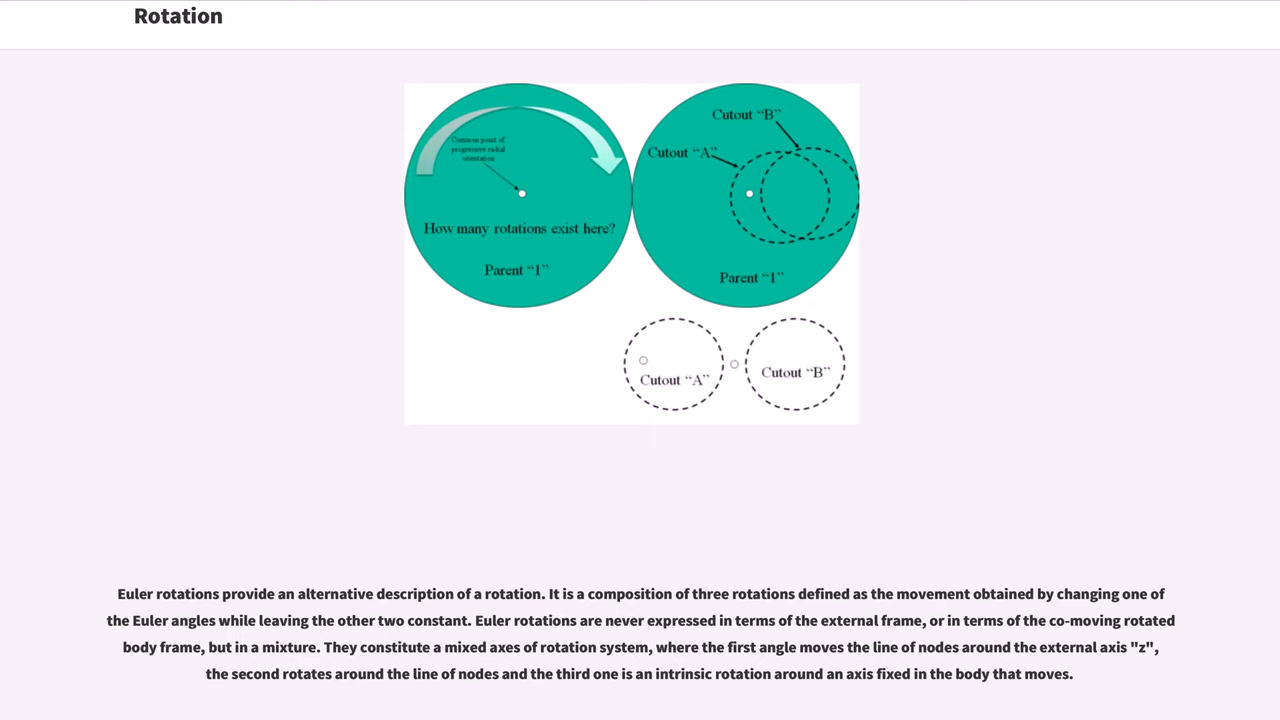 Rotation
Common point of
progressive radial
orientation
How many rotations exist here?
Parent “1”
Cutout “B”
Cutout “A”
Parent “1”
Cutout “A”
Cutout “B”
Euler rotations provide an alternative description of a rotation. It is a composition of three rotations defined as the movement obtained by changing one of
the Euler angles while leaving the other two constant. Euler rotations are never expressed in terms of the external frame, or in terms of the co-moving rotated
body frame, but in a mixture. They constitute a mixed axes of rotation system, where the first angle moves the line of nodes around the external axis "z",
the second rotates around the line of nodes and the third one is an intrinsic rotation around an axis fixed in the body that moves.